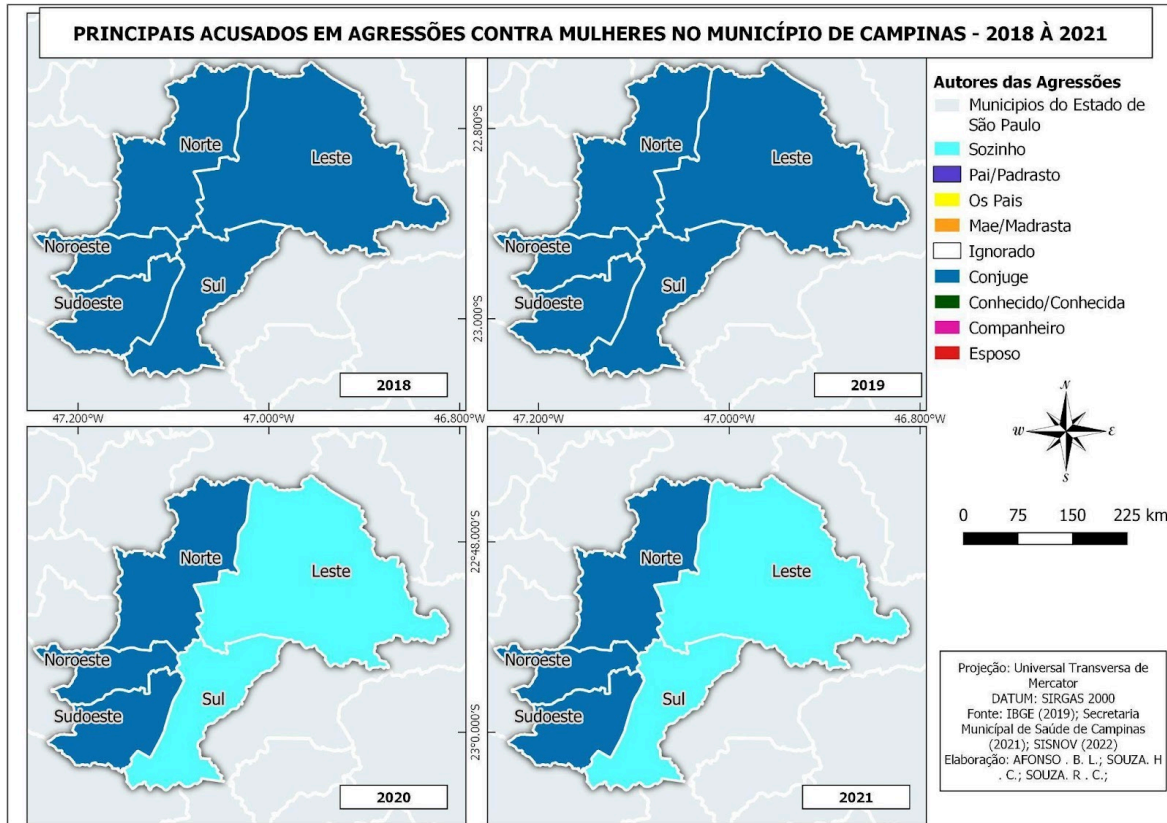 PRINCIPAIS ACUSADOS EM AGRESSÕES CONTRA MULHERES NO MUNICÍPIO DE CAMPINAS - 2018 À 2021
Norte
Leste
Noroeste
Sudoeste
Sul
2018
22.800°S
23.000°S
47.200°W
47.000°W
46.800°W
Norte
Leste
Noroeste
Sudoeste
Sul
2019
47.200°W
47.000°W
46.800°W
Norte
Leste
Noroeste
Sudoeste
Sul
2020
22°48.000'S
23°0.000'S
Norte
Leste
Noroeste
Sudoeste
Sul
2021
Autores das Agressões
Municipios do Estado de
São Paulo
Sozinho
Pai/Padrasto
Os Pais
Mae/Madrasta
Ignorado
Conjuge
Conhecido/Conhecida
Companheiro
Esposo
N
W
E
S
0 75 150 225 km
Projeção: Universal Transversa de
Mercator
DATUM: SIRGAS 2000
Fonte: IBGE (2019); Secretaria
Municípal de Saúde de Campinas
(2021); SISNOV (2022)
Elaboração: AFONSO . B. L.; SOUZA. H
. C.; SOUZA. R . C.;